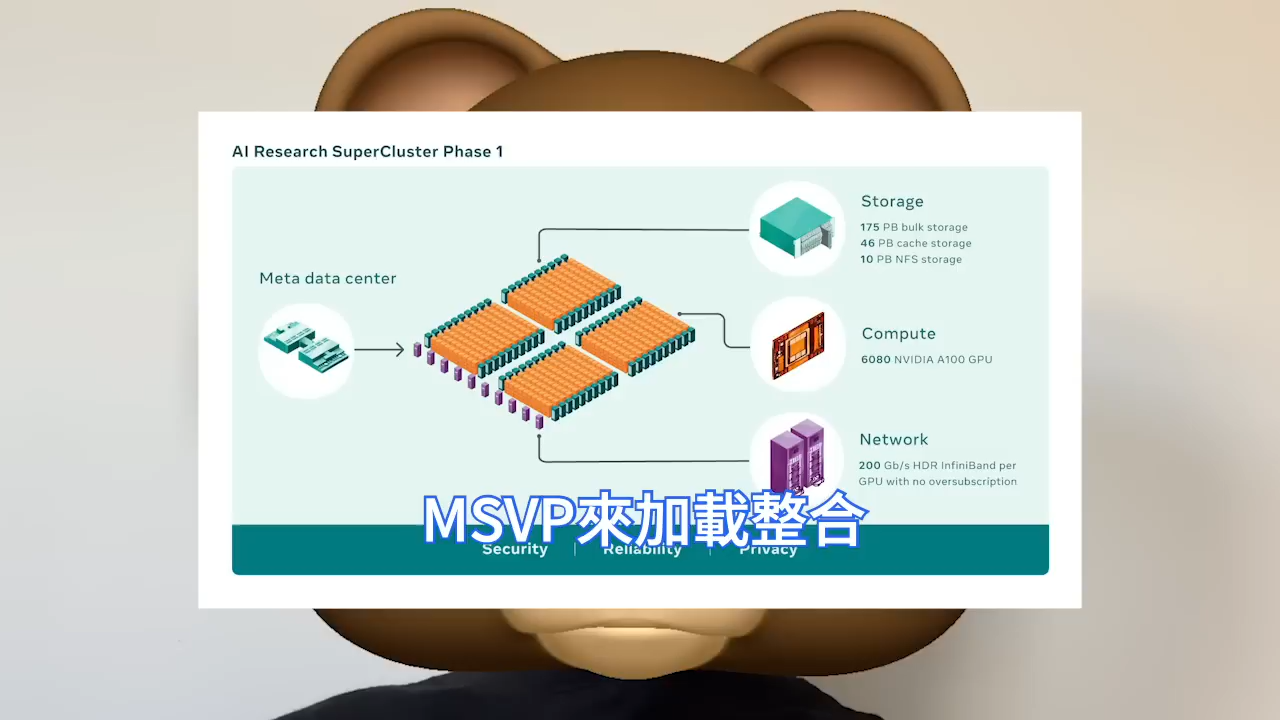 AI Research SuperCluster Phase 1
Meta data center
Storage
175 PB bulk storage
46 PB cache storage
10 PB NFS storage
Compute
6080 NVIDIA A100 GPU
Network
200 Gb/s HDR InfiniBand per
GPU with no oversubscription
MSVP來加載整合
Security | Reliability | Privacy